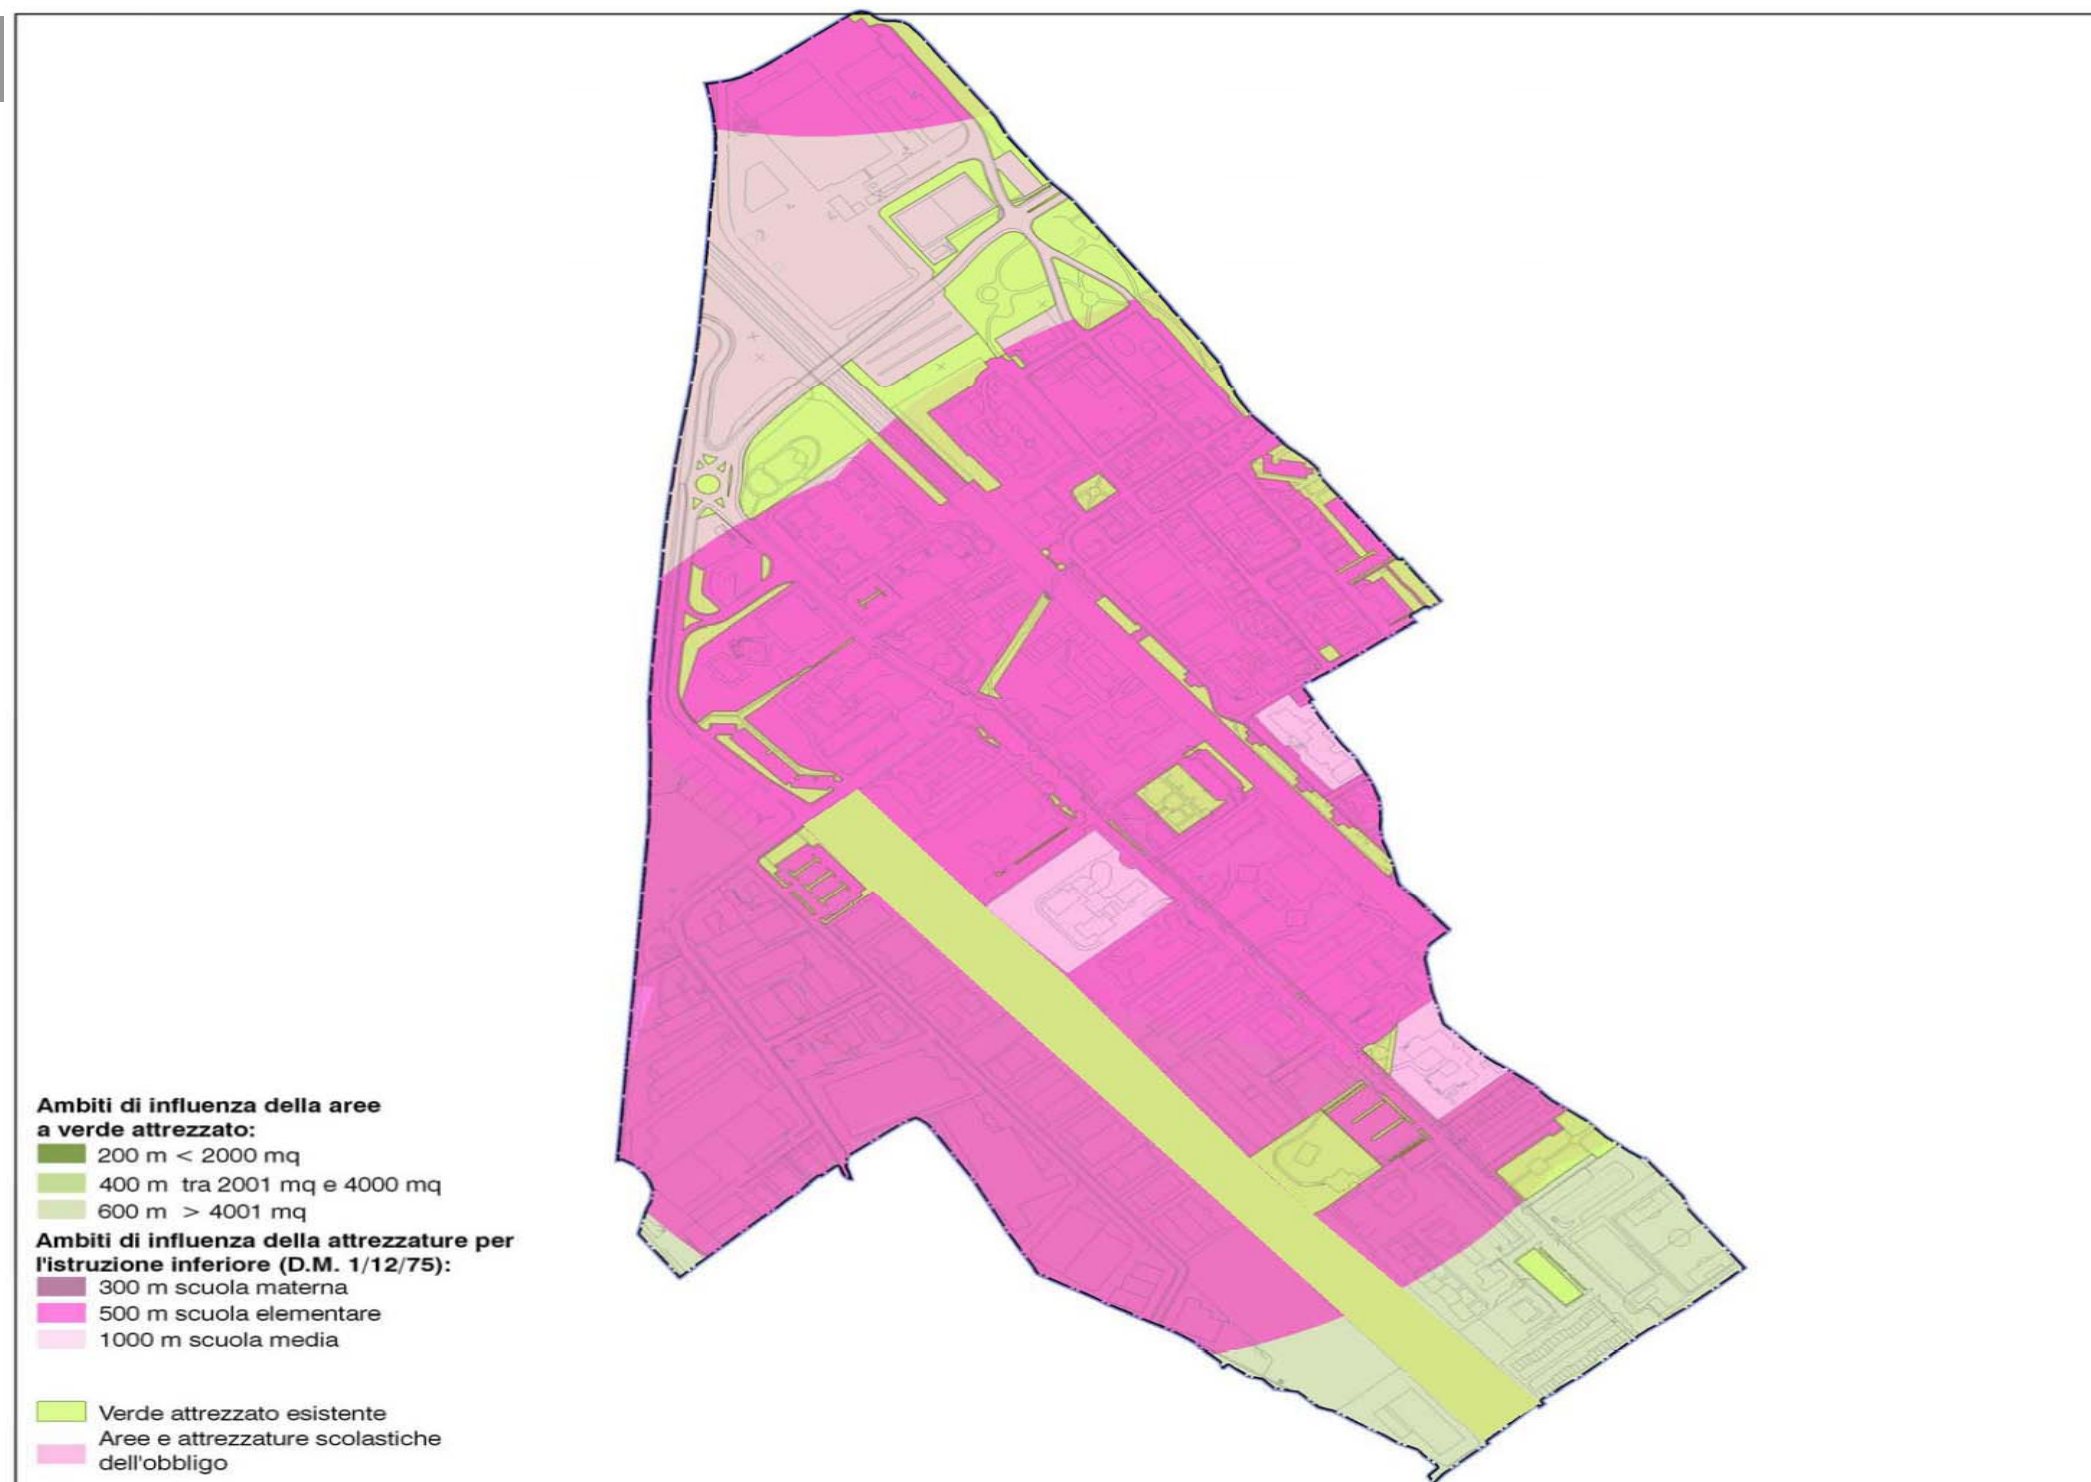 Ambiti di influenza della aree
a verde attrezzato:
200 m < 2000 mq
400 m tra 2001 mq e 4000 mq
600 m > 4001 mq
Ambiti di influenza della attrezzature per
l'istruzione inferiore (D.M. 1/12/75):
300 m scuola materna
500 m scuola elementare
1000 m scuola media
Verde attrezzato esistente
Aree e attrezzature scolastiche
dell'obbligo